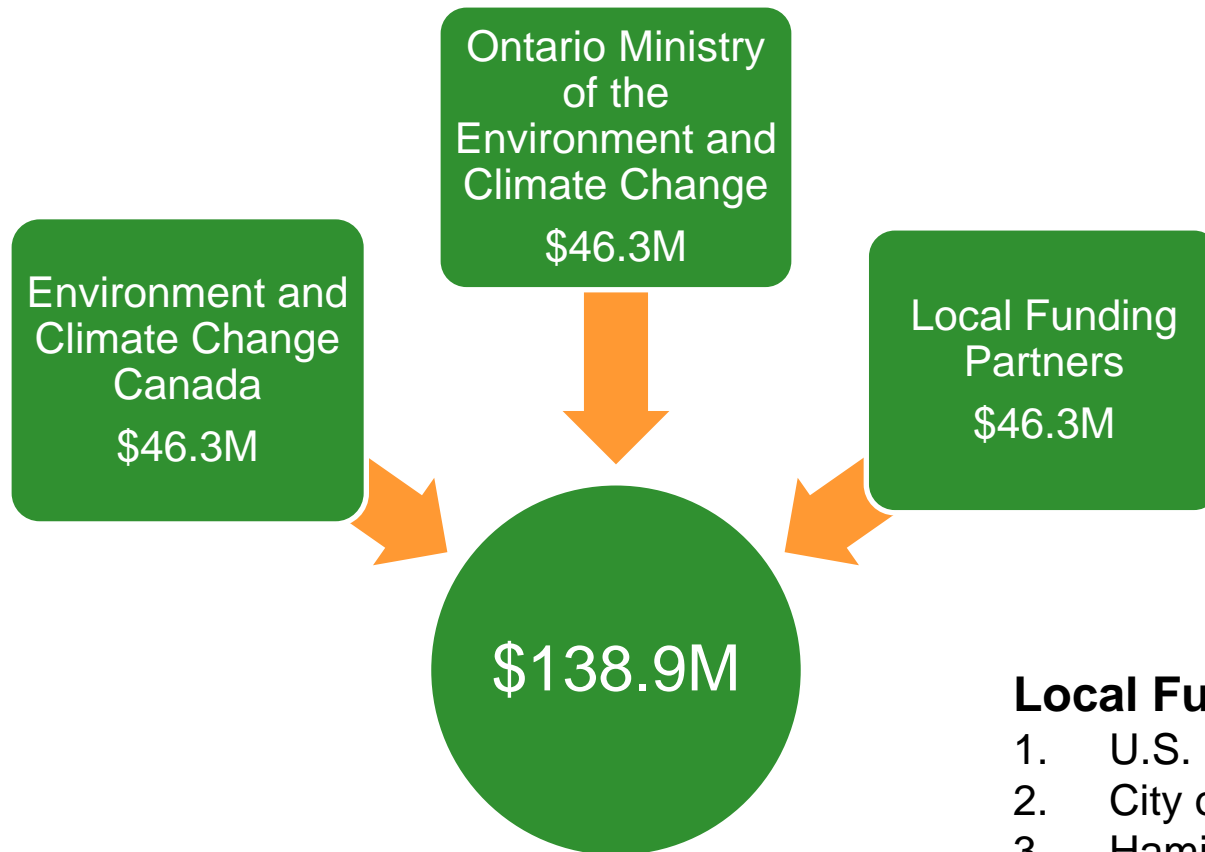 Ontario Ministry
of the
Environment and
Climate Change
$46.3M
Environment and
Climate Change
Canada
$46.3M
Local Funding
Partners
$46.3M
$138.9M
Local
1. U.S.
2. City
3.